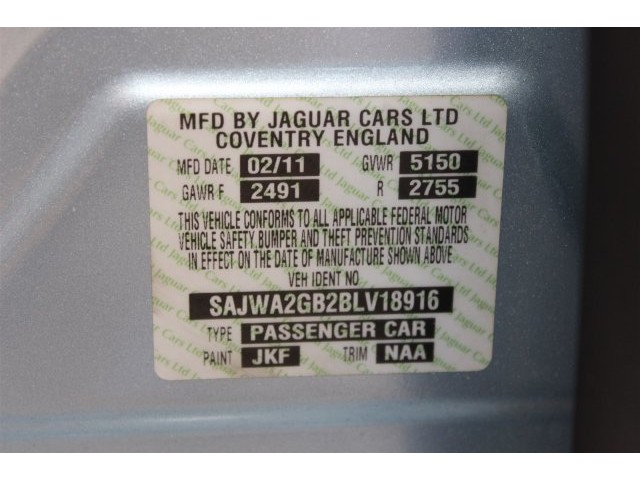 MFD BY JAGUAR CARS LTD
COVENTRY ENGLAND
MFD DATE 02/11 GVWR 5150
GAWR F 2491 R 2755
THIS VEHICLE CONFORMS TO ALL APPLICABLE FEDERAL MOTOR
VEHICLE SAFETY, BUMPER AND THEFT PREVENTION STANDARDS
IN EFFECT ON THE DATE OF MANUFACTURE SHOWN ABOVE
VEH IDENT NO
SAJWA2GB2BLV18916
TYPE PASSENGER CAR
PAINT JKF TRIM NAA